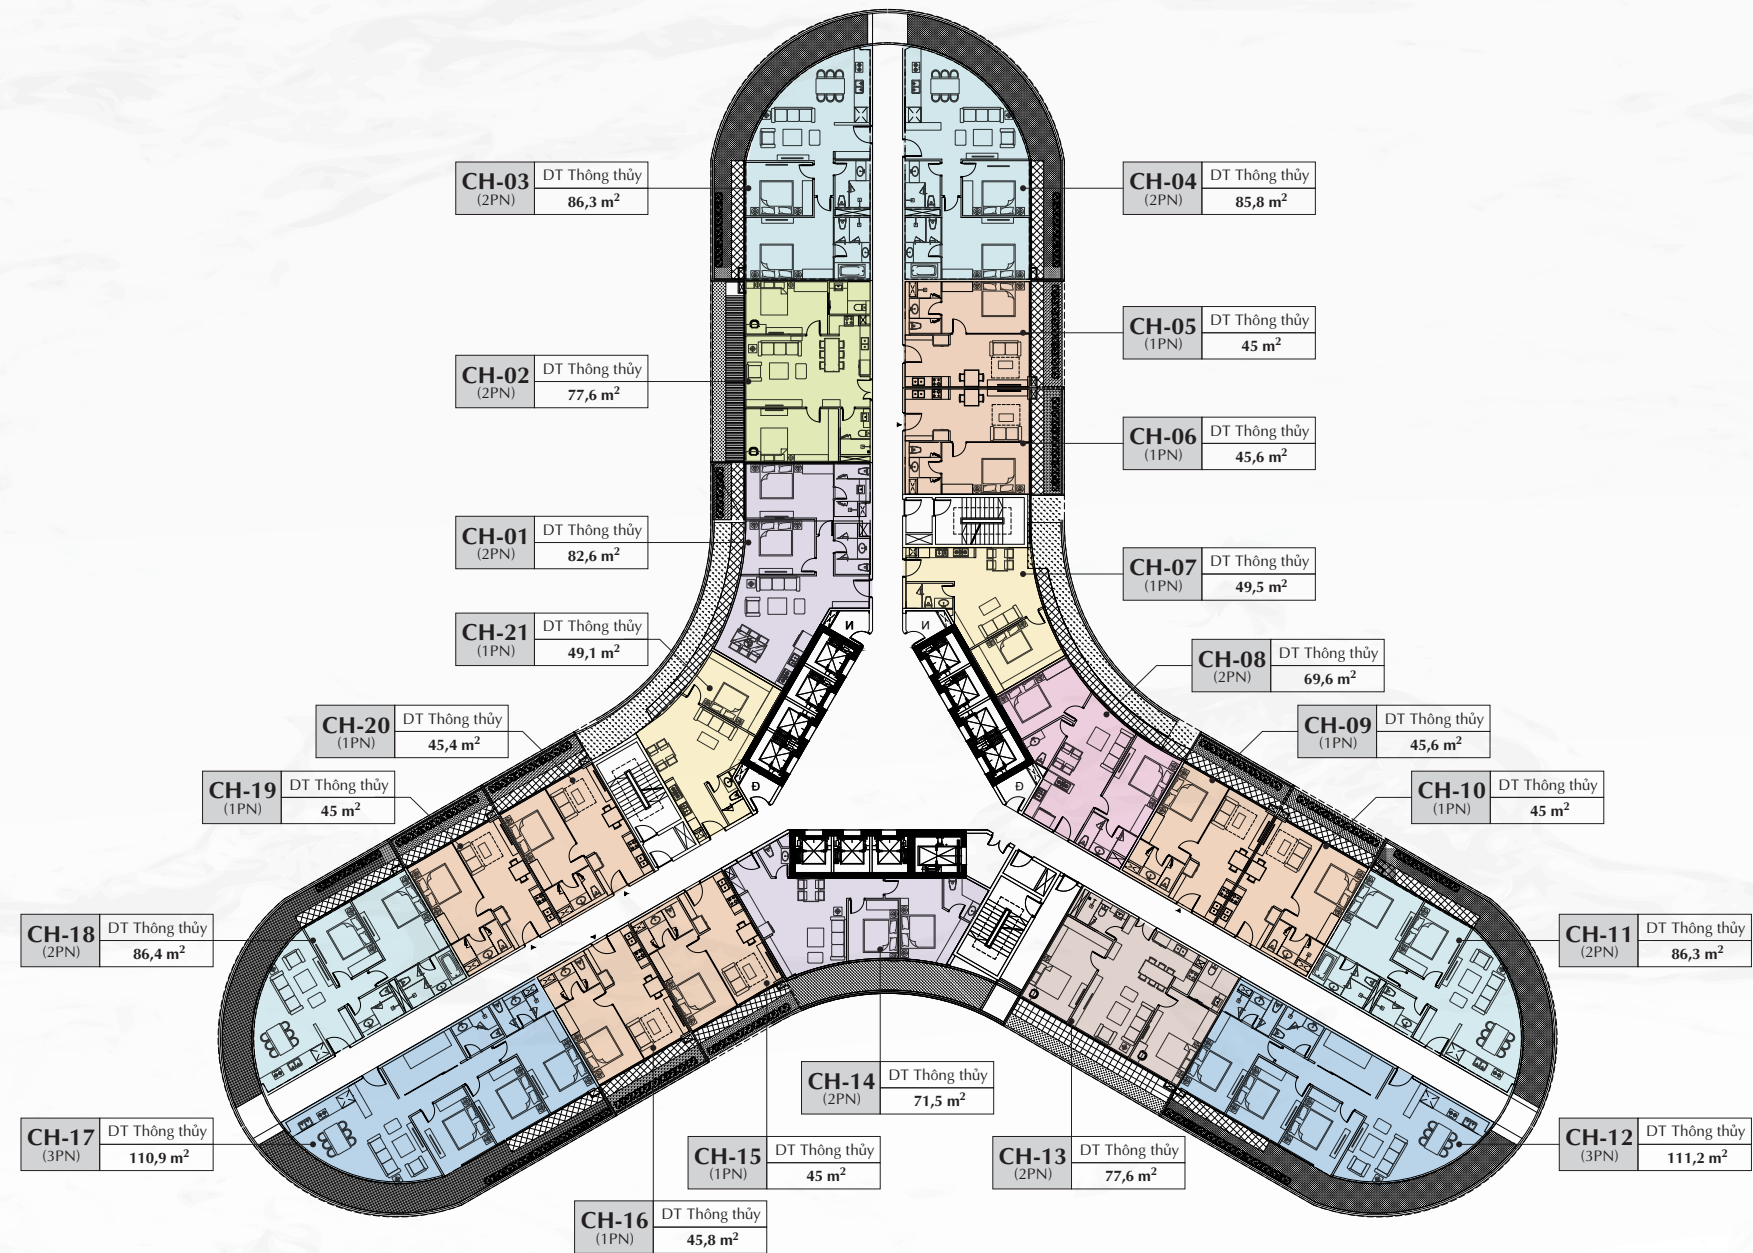 CH-03
(2PN)
DT Thông thủy
86,3 m²
CH-04
(2PN)
DT Thông thủy
85,8 m²
CH-05
(1PN)
DT Thông thủy
45 m²
CH-02
(2PN)
DT Thông thủy
77,6 m²
CH-06
(1PN)
DT Thông thủy
45,6 m²
CH-01
(2PN)
DT Thông thủy
82,6 m²
CH-07
(1PN)
DT Thông thủy
49,5 m²
CH-21
(1PN)
DT Thông thủy
49,1 m²
CH-08
(2PN)
DT Thông thủy
69,6 m²
CH-20
(1PN)
DT Thông thủy
45,4 m²
CH-09
(1PN)
DT Thông thủy
45,6 m²
CH-19
(1PN)
DT Thông thủy
45 m²
CH-10
(1PN)
DT Thông thủy
45 m²
Đ
Đ
CH-18
(2PN)
DT Thông thủy
86,4 m²
CH-11
(2PN)
DT Thông thủy
86,3 m²
CH-14
(2PN)
DT Thông thủy
71,5 m²
CH-17
(3PN)
DT Thông thủy
110,9 m²
CH-12
(3PN)
DT Thông thủy
111,2 m²
CH-15
(1PN)
DT Thông thủy
45 m²
CH-13
(2PN)
DT Thông thủy
77,6 m²
CH-16
(1PN)
DT Thông thủy
45,8 m²